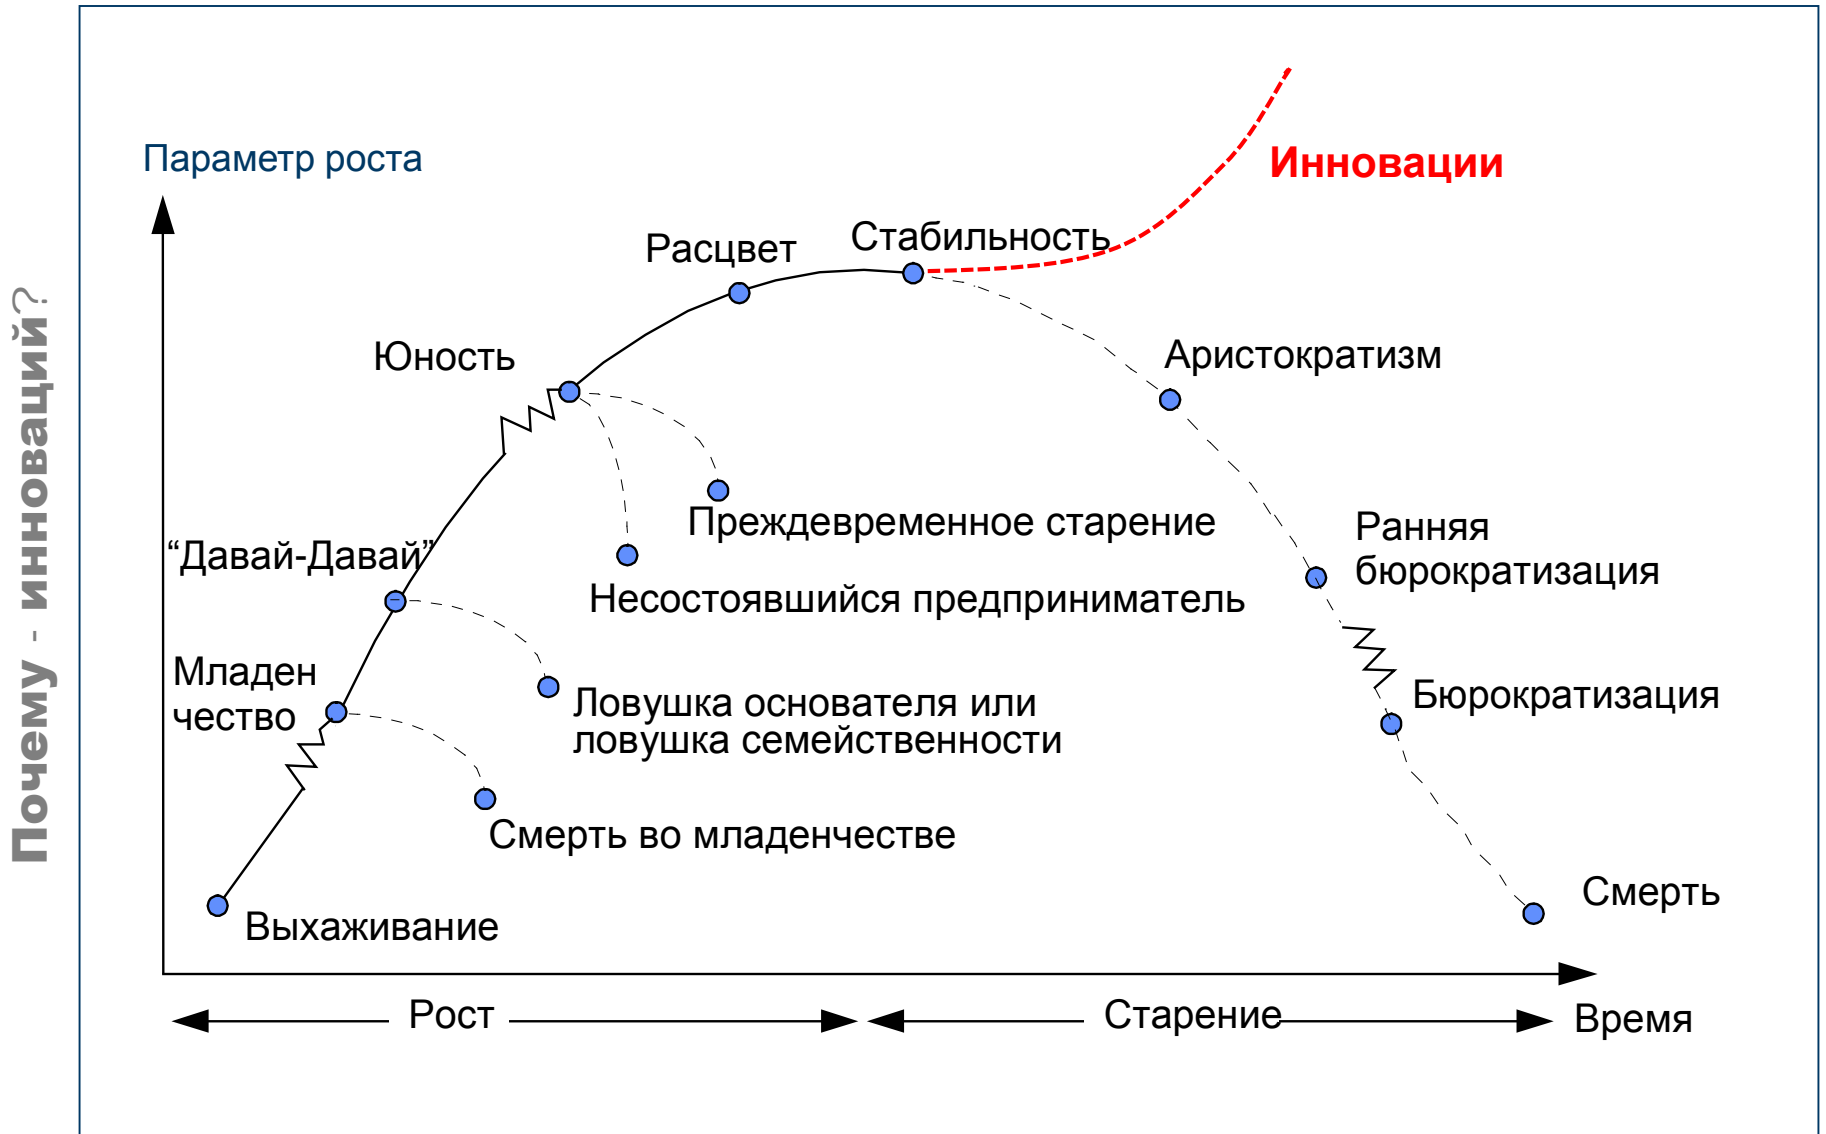 Почему - инноваций?
Параметр роста
Инновации
Стабильность
Расцвет
Юность
Аристократизм
Преждевременное старение
Ранняя
бюрократизация
“Давай-Давай”
Несостоявшийся предприниматель
Младен
чество
Ловушка основателя или
ловушка семейственности
Бюрократизация
Смерть во младенчестве
Смерть
Выхаживание
Рост
Старение
Время